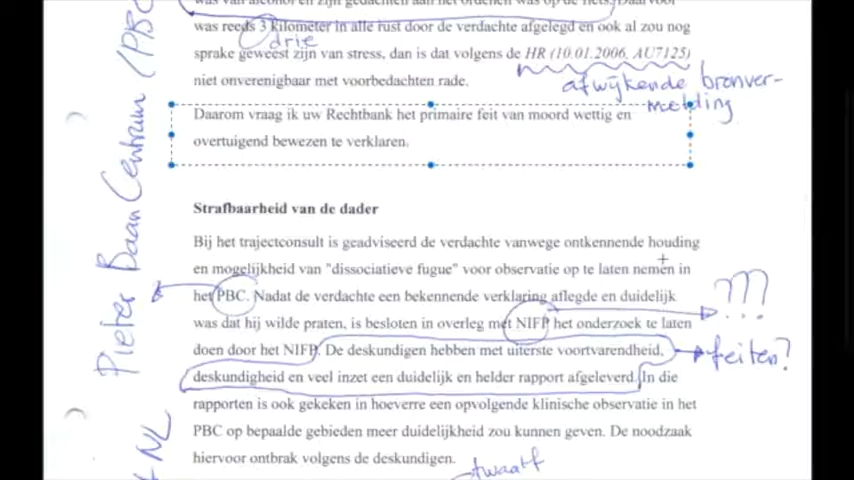 was reeds 3 kilometer in alle rust door de verdachte afgelegd en ook al zou nog
drie
sprake geweest zijn van stress, dan is dat volgens de HR (10.01.2006, AU7125)
niet onverenigbaar met voorbedachten rade.
afwijkende bronver-
melding
Daarom vraag ik uw Rechtbank het primaire feit van moord wettig en
overtuigend bewezen te verklaren.
Pieter Baan Centrum (PBC
Strafbaarheid van de dader
Bij het trajectconsult is geadviseerd de verdachte vanwege ontkennende houding
en mogelijkheid van "dissociatieve fugue" voor observatie op te laten nemen in
het PBC. Nadat de verdachte een bekennende verklaring aflegde en duidelijk
???
was dat hij wilde praten, is besloten in overleg met NIFP het onderzoek te laten
doen door het NIFP. De deskundigen hebben met uiterste voortvarendheid,
feiten?
deskundigheid en veel inzet een duidelijk en helder rapport afgeleverd. In die
rapporten is ook gekeken in hoeverre een opvolgende klinische observatie in het
PBC op bepaalde gebieden meer duidelijkheid zou kunnen geven. De noodzaak
hiervoor ontbrak volgens de deskundigen.
NL